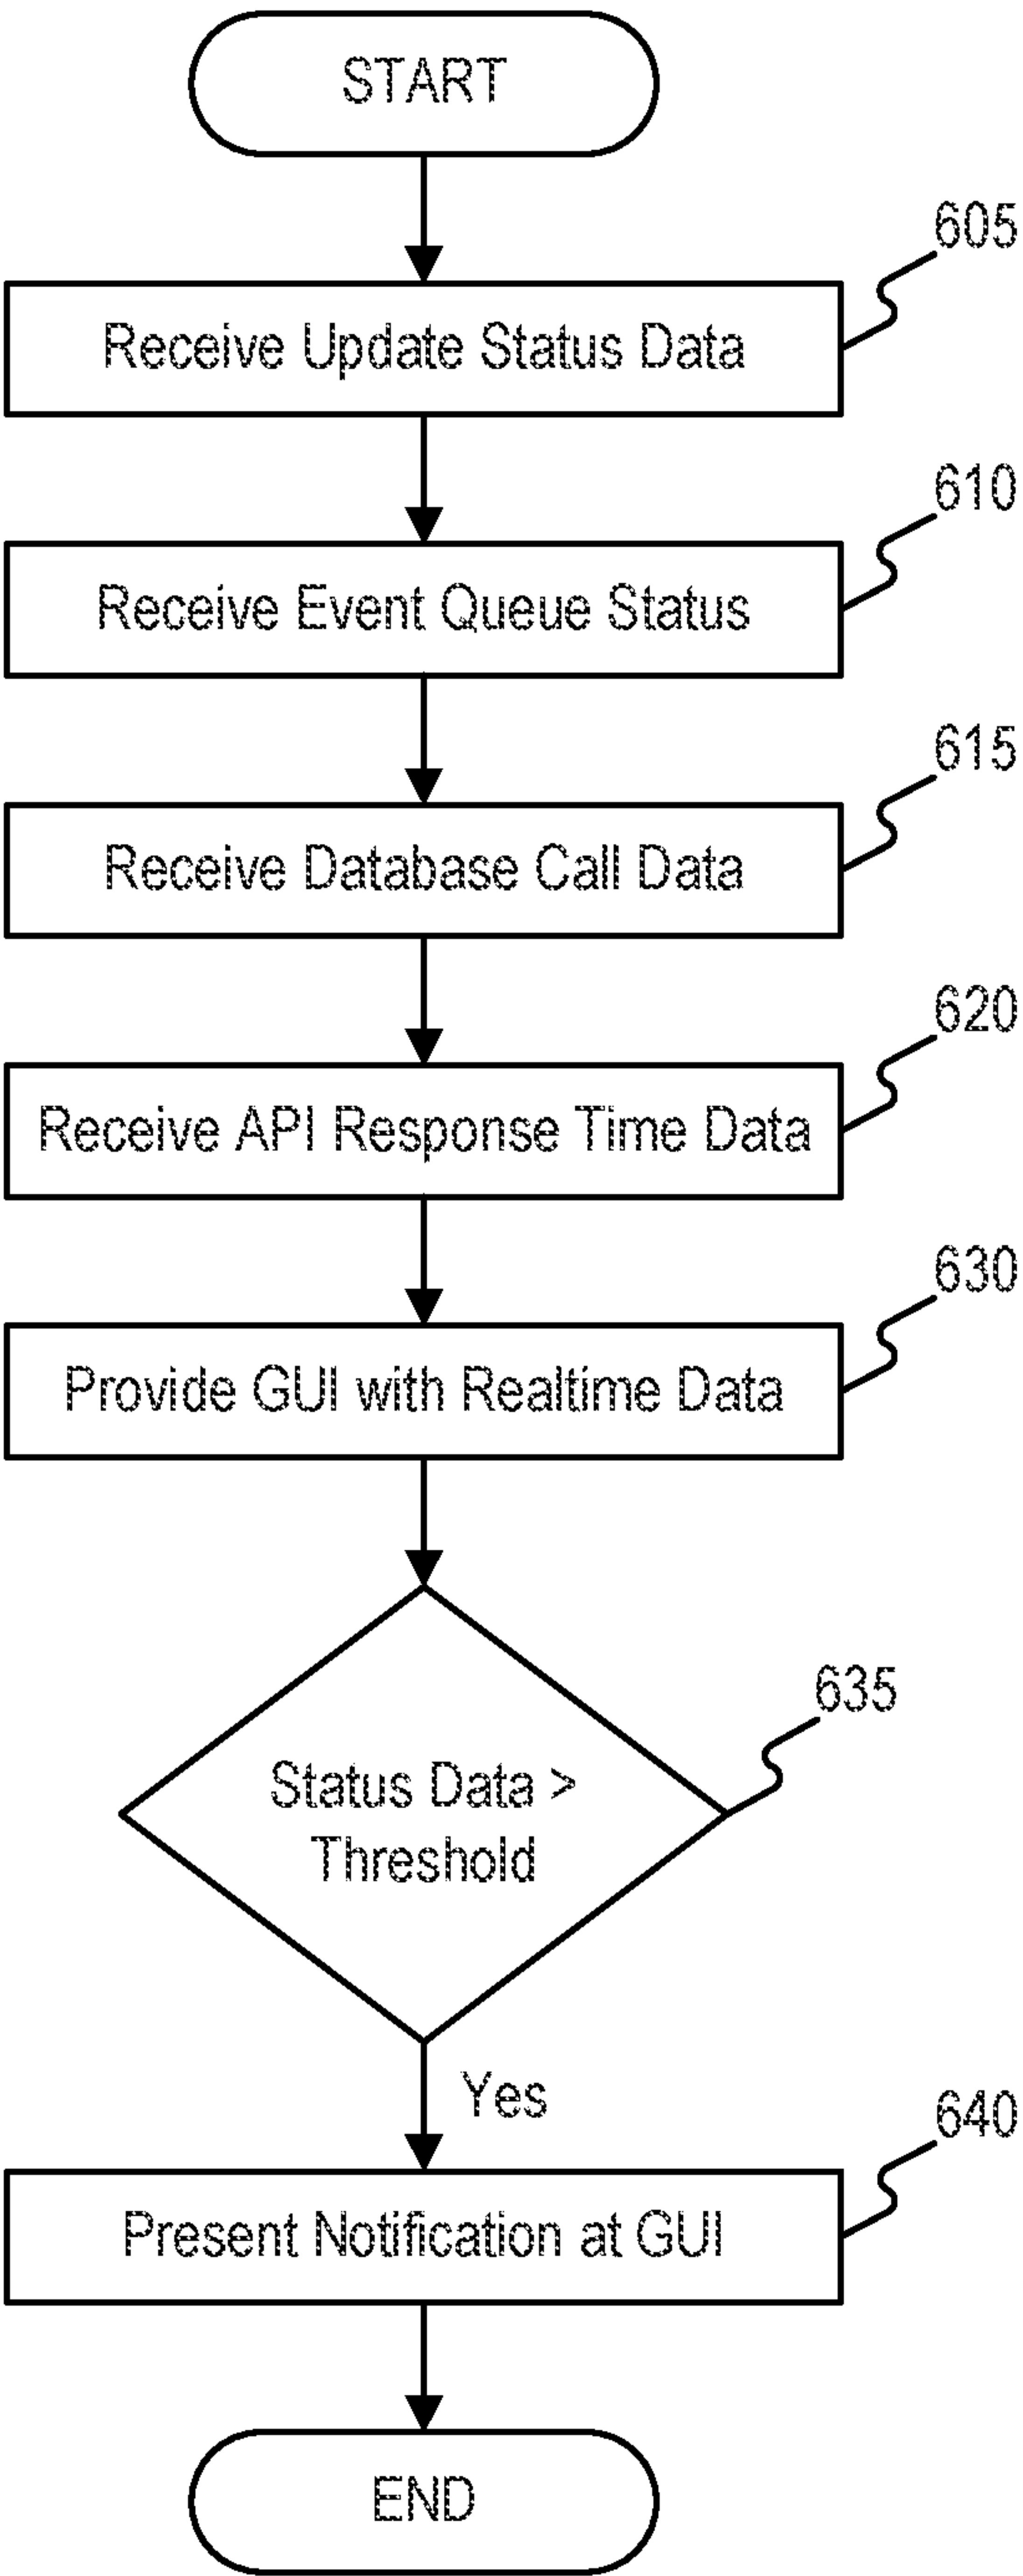 START
605
Receive Update Status Data
610
Receive Event Queue Status
615
Receive Database Call Data
620
Receive API Response Time Data
630
Provide GUI with Realtime Data
635
Status Data >
Threshold
Yes
640
Present Notification at GUI
END